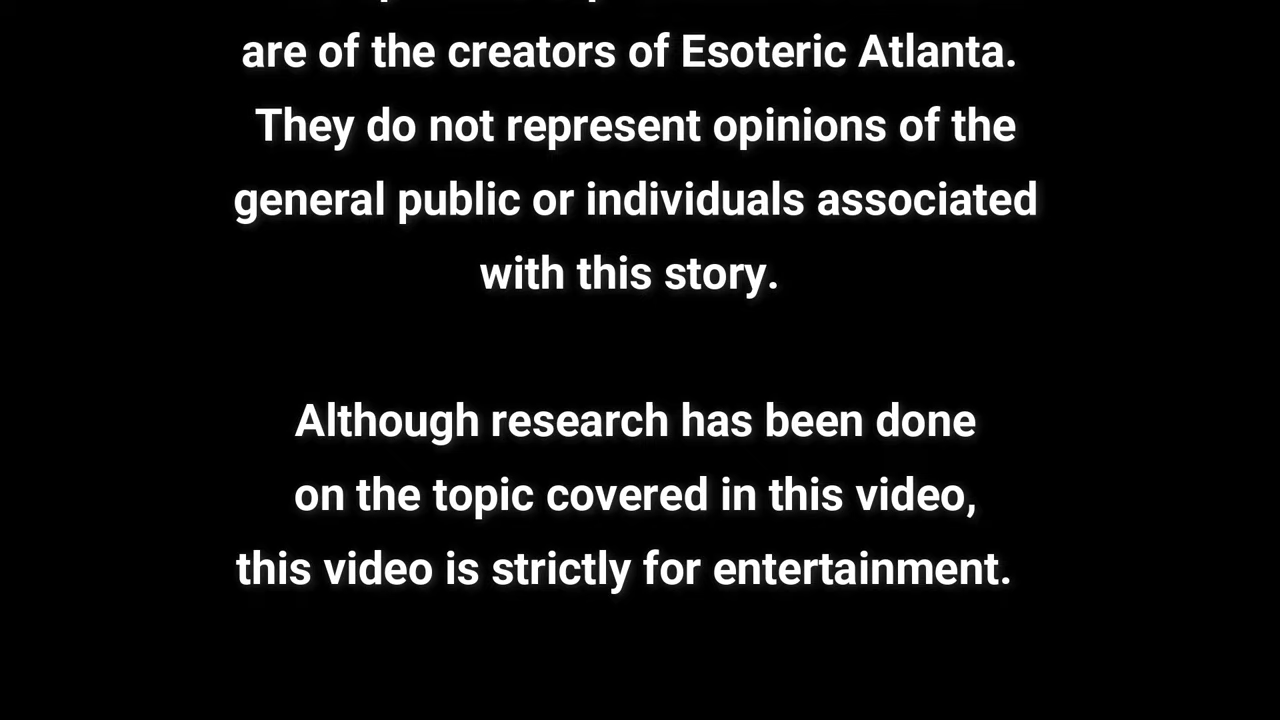 are of the creators of Esoteric Atlanta.
They do not represent opinions of the
general public or individuals associated
with this story.
Although research has been done
on the topic covered in this video,
this video is strictly for entertainment.